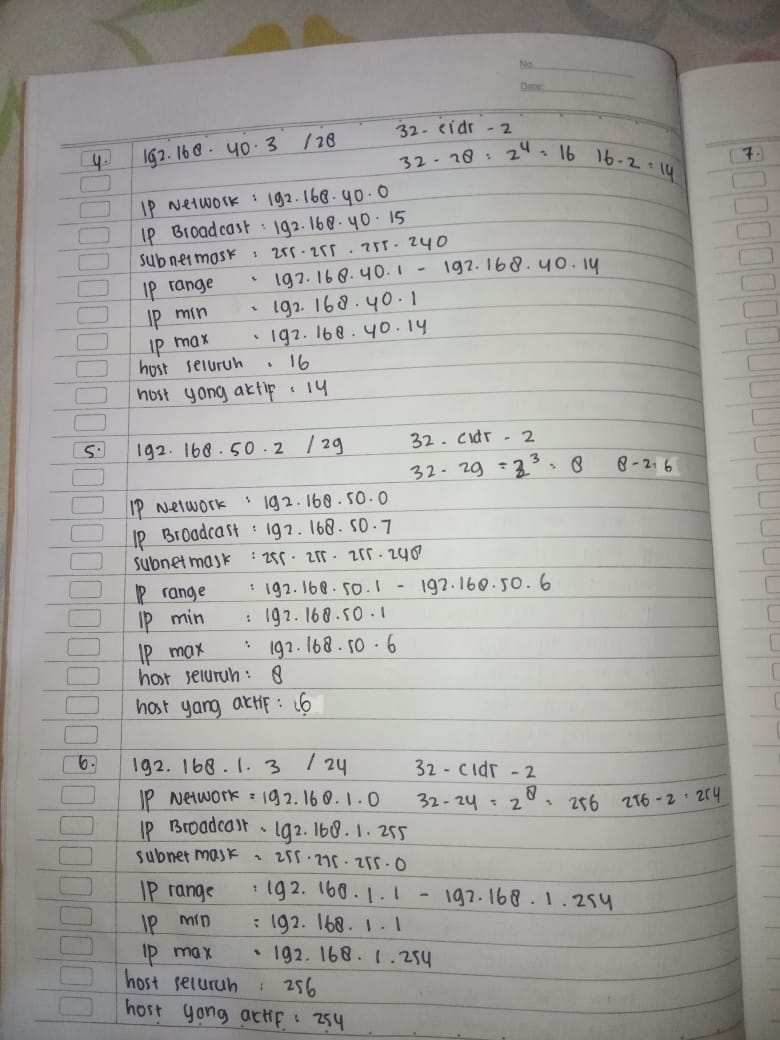 No.
Date:
4. 192.168.40.3 /28 32 - cidr - 2
32 - 28 = 2^4 = 16 16-2=14
IP Network : 192.168.40.0
IP Broadcast : 192.168.40.15
subnetmask : 255.255.255.240
IP range : 192.168.40.1 - 192.168.40.14
IP min : 192.168.40.1
IP max : 192.168.40.14
host seluruh : 16
host yang aktif : 14
5. 192.168.50.2 /29 32 - cidr - 2
32 - 29 = 2^3 = 8 8-2=6
IP Network : 192.168.50.0
IP Broadcast : 192.168.50.7
subnetmask : 255.255.255.248
IP range : 192.168.50.1 - 192.168.50.6
IP min : 192.168.50.1
IP max : 192.168.50.6
host seluruh : 8
host yang aktif : 6
6. 192.168.1.3 /24 32 - cidr - 2
IP Network = 192.168.1.0 32-24 = 2^8 = 256 256-2=254
IP Broadcast = 192.168.1.255
subnet mask = 255.255.255.0
IP range : 192.168.1.1 - 192.168.1.254
IP min = 192.168.1.1
IP max = 192.168.1.254
host seluruh : 256
host yang aktif : 254
7.